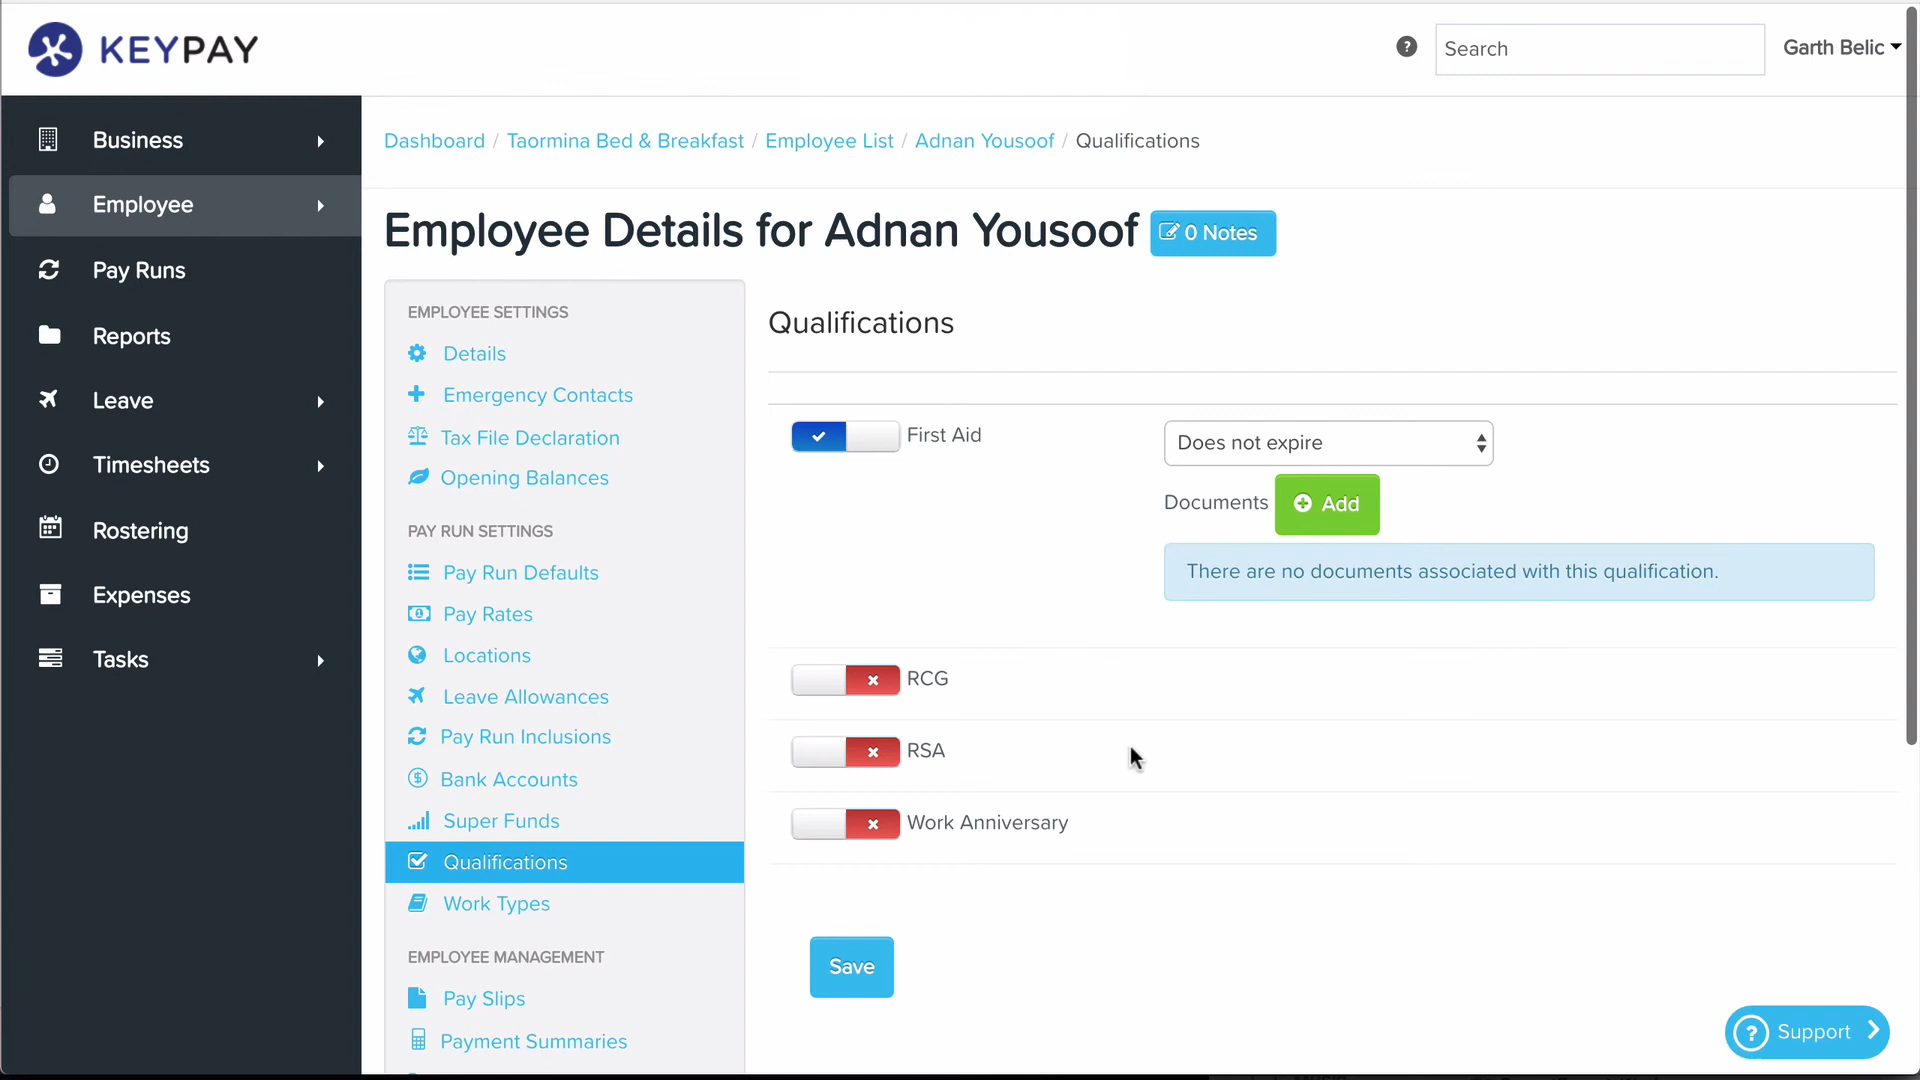 KEYPAY
Search
Garth Belic
Business
Employee
Pay Runs
Reports
Leave
Timesheets
Rostering
Expenses
Tasks
Dashboard / Taormina Bed & Breakfast / Employee List / Adnan Yousoof / Qualifications
Employee Details for Adnan Yousoof
0 Notes
EMPLOYEE SETTINGS
Details
Emergency Contacts
Tax File Declaration
Opening Balances
PAY RUN SETTINGS
Pay Run Defaults
Pay Rates
Locations
Leave Allowances
Pay Run Inclusions
Bank Accounts
Super Funds
Qualifications
Work Types
EMPLOYEE MANAGEMENT
Pay Slips
Payment Summaries
Qualifications
First Aid
Does not expire
Documents
Add
There are no documents associated with this qualification.
RCG
RSA
Work Anniversary
Save
Support